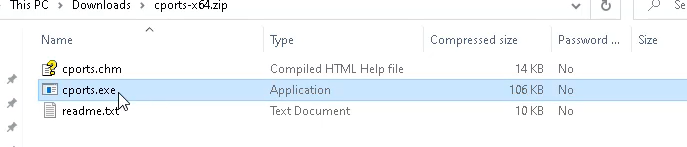 This PC > Downloads > cports-x64.zip
Name Type Compressed size Password ... Size
cports.chm Compiled HTML Help file 14 KB No
cports.exe Application 106 KB No
readme.txt Text Document 10 KB No